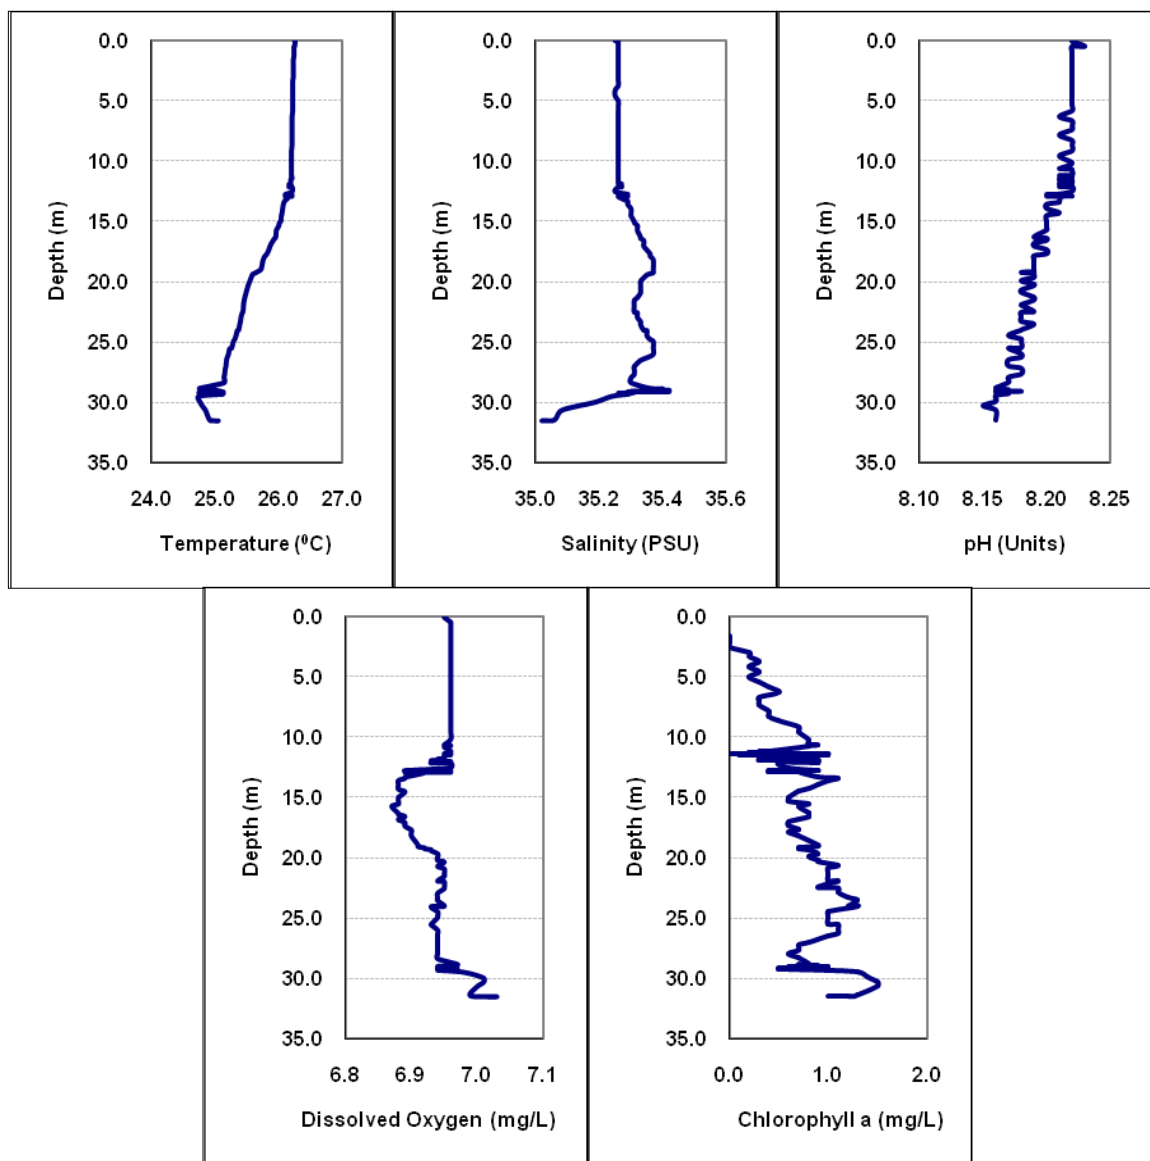 0.0
5.0
10.0
15.0
20.0
25.0
30.0
35.0
Depth (m)
24.0 25.0 26.0 27.0
Temperature (⁰C)
0.0
5.0
10.0
15.0
20.0
25.0
30.0
35.0
Depth (m)
35.0 35.2 35.4 35.6
Salinity (PSU)
0.0
5.0
10.0
15.0
20.0
25.0
30.0
35.0
Depth (m)
8.10 8.15 8.20 8.25
pH (Units)
0.0
5.0
10.0
15.0
20.0
25.0
30.0
35.0
Depth (m)
6.8 6.9 7.0 7.1
Dissolved Oxygen (mg/L)
0.0
5.0
10.0
15.0
20.0
25.0
30.0
35.0
Depth (m)
0.0 1.0 2.0
Chlorophyll a (mg/L)